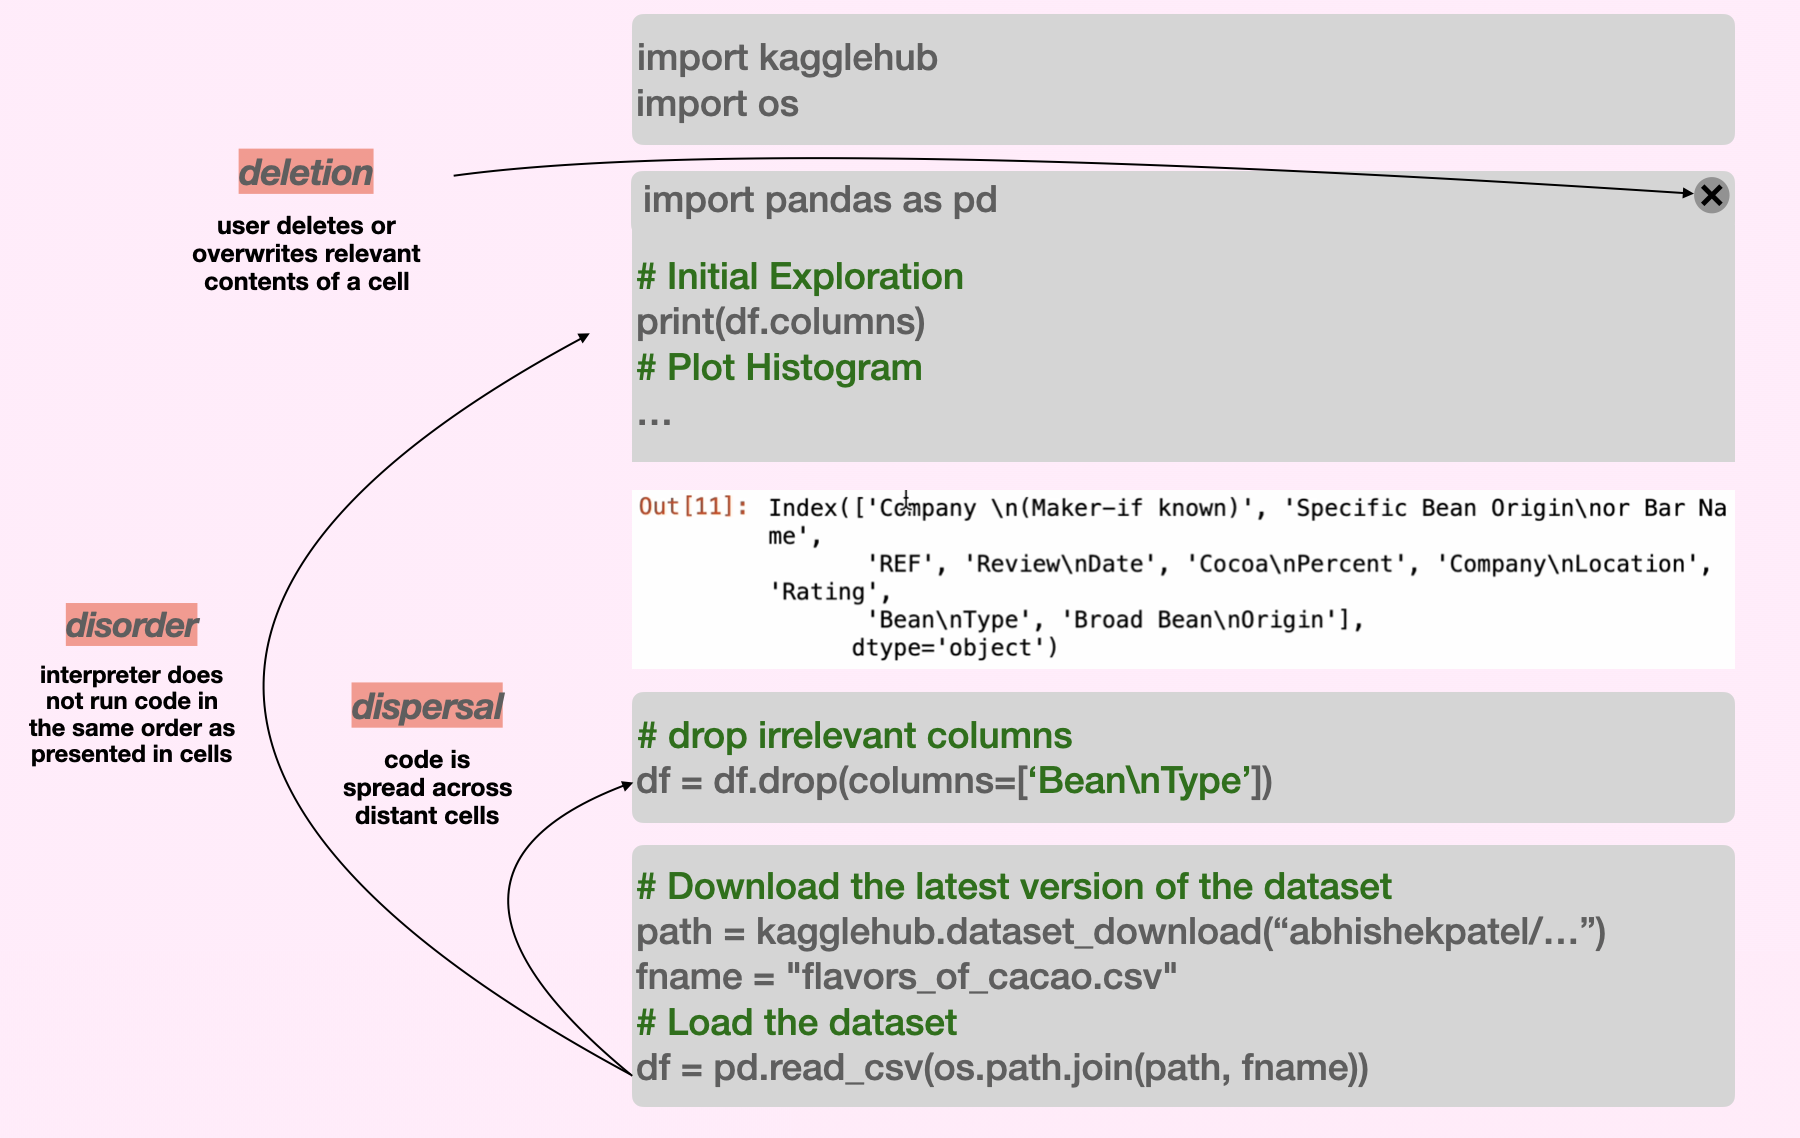 import kagglehub
import os
deletion
user deletes or
overwrites relevant
contents of a cell
import pandas as pd
# Initial Exploration
print(df.columns)
# Plot Histogram
…
Out[11]: Index(['Company \n(Maker-if known)', 'Specific Bean Origin\nor Bar Na
me',
'REF', 'Review\nDate', 'Cocoa\nPercent', 'Company\nLocation',
'Rating',
'Bean\nType', 'Broad Bean\nOrigin'],
dtype='object')
disorder
interpreter does
not run code in
the same order as
presented in cells
dispersal
code is
spread across
distant cells
# drop irrelevant columns
df = df.drop(columns=[‘Bean\nType’])
# Download the latest version of the dataset
path = kagglehub.dataset_download(“abhishekpatel/…”)
fname = "flavors_of_cacao.csv"
# Load the dataset
df = pd.read_csv(os.path.join(path, fname))